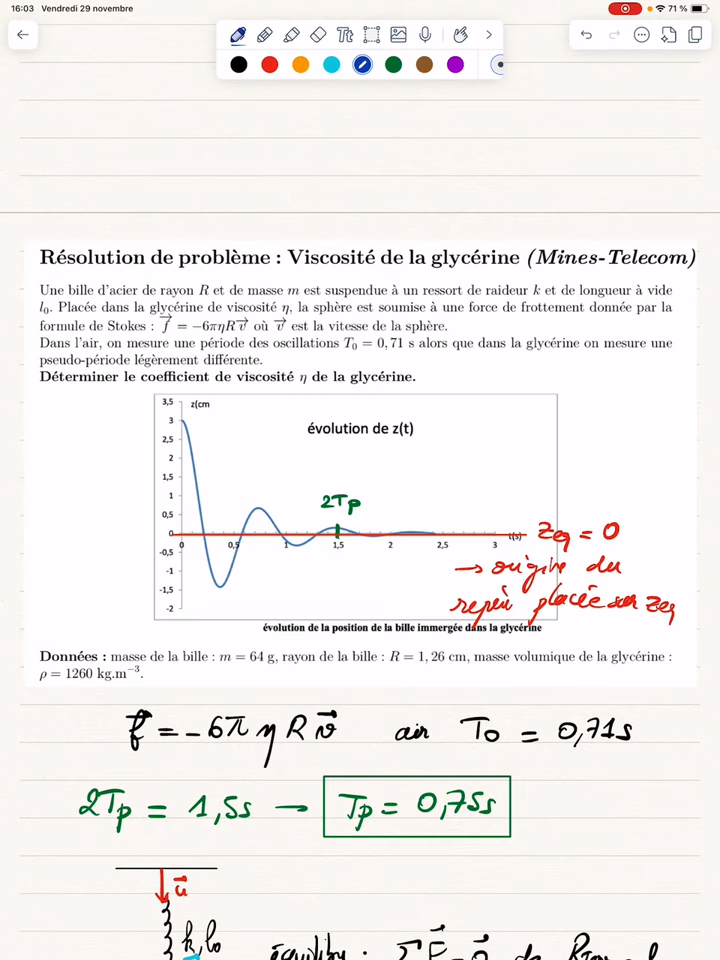 16:03 Vendredi 29 novembre
71 %
Tt
Résolution de problème : Viscosité de la glycérine (Mines-Telecom)
Une bille d'acier de rayon R et de masse m est suspendue à un ressort de raideur k et de longueur à vide
l₀. Placée dans la glycérine de viscosité η, la sphère est soumise à une force de frottement donnée par la
formule de Stokes : f⃗ = −6πηRv⃗ où v⃗ est la vitesse de la sphère.
Dans l'air, on mesure une période des oscillations T₀ = 0,71 s alors que dans la glycérine on mesure une
pseudo-période légèrement différente.
Déterminer le coefficient de viscosité η de la glycérine.
3,5
z(cm
3
évolution de z(t)
2,5
2
1,5
1
2Tp
0,5
0
0
0,5
1
1,5
2
2,5
3
t(s)
Zeq = 0
-0,5
-1
-1,5
-2
→ origine du
repère placée sur zeq
évolution de la position de la bille immergée dans la glycérine
Données : masse de la bille : m = 64 g, rayon de la bille : R = 1,26 cm, masse volumique de la glycérine :
ρ = 1260 kg.m⁻³.
f⃗ = −6π η R v⃗ air T₀ = 0,71s
2Tp = 1,5s → Tp = 0,75s
u⃗
k, l₀